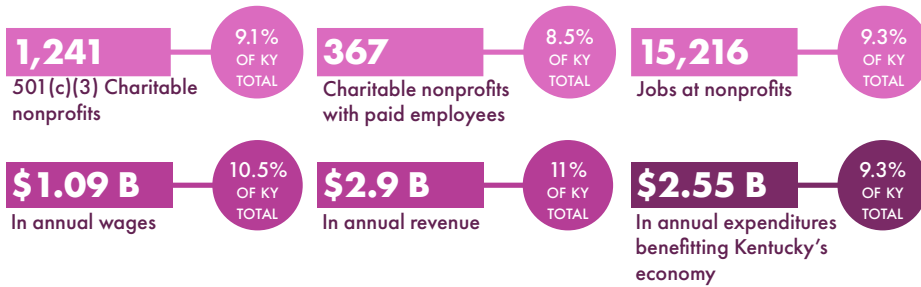 1,241
9.1%
OF KY
TOTAL
501(c)(3) Charitable
nonprofits
367
8.5%
OF KY
TOTAL
Charitable nonprofits
with paid employees
15,216
9.3%
OF KY
TOTAL
Jobs at nonprofits
$1.09 B
10.5%
OF KY
TOTAL
In annual wages
$2.9 B
11%
OF KY
TOTAL
In annual revenue
$2.55 B
9.3%
OF KY
TOTAL
In annual expenditures
benefitting Kentucky's
economy